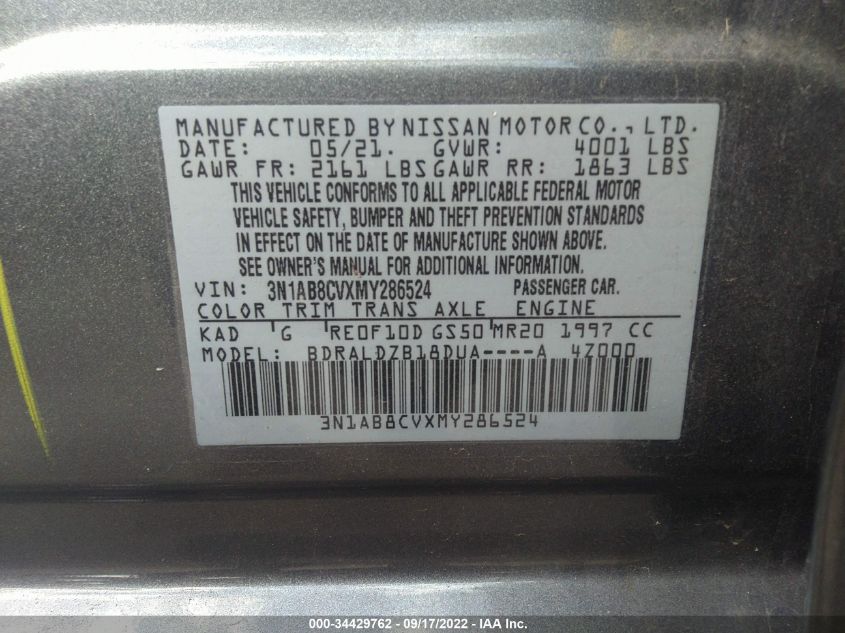 MANUFACTURED BY NISSAN MOTOR CO., LTD.
DATE: 05/21. GVWR: 4001 LBS
GAWR FR: 2161 LBS GAWR RR: 1863 LBS
THIS VEHICLE CONFORMS TO ALL APPLICABLE FEDERAL MOTOR
VEHICLE SAFETY, BUMPER AND THEFT PREVENTION STANDARDS
IN EFFECT ON THE DATE OF MANUFACTURE SHOWN ABOVE.
SEE OWNER'S MANUAL FOR ADDITIONAL INFORMATION.
VIN: 3N1AB8CVXMY286524 PASSENGER CAR.
COLOR TRIM TRANS AXLE ENGINE
KAD 'G RE0F10D GS50 'MR20 1997 CC
MODEL: BDRALDZB18DUA----A 4Z000
3N1AB8CVXMY286524
000-34429762 - 09/17/2022 - IAA Inc.